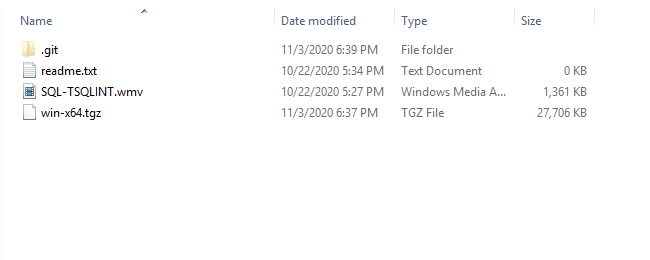 Name Date modified Type Size
.git 11/3/2020 6:39 PM File folder
readme.txt 10/22/2020 5:34 PM Text Document 0 KB
SQL-TSQLINT.wmv 10/22/2020 5:27 PM Windows Media A... 1,361 KB
win-x64.tgz 11/3/2020 6:37 PM TGZ File 27,706 KB